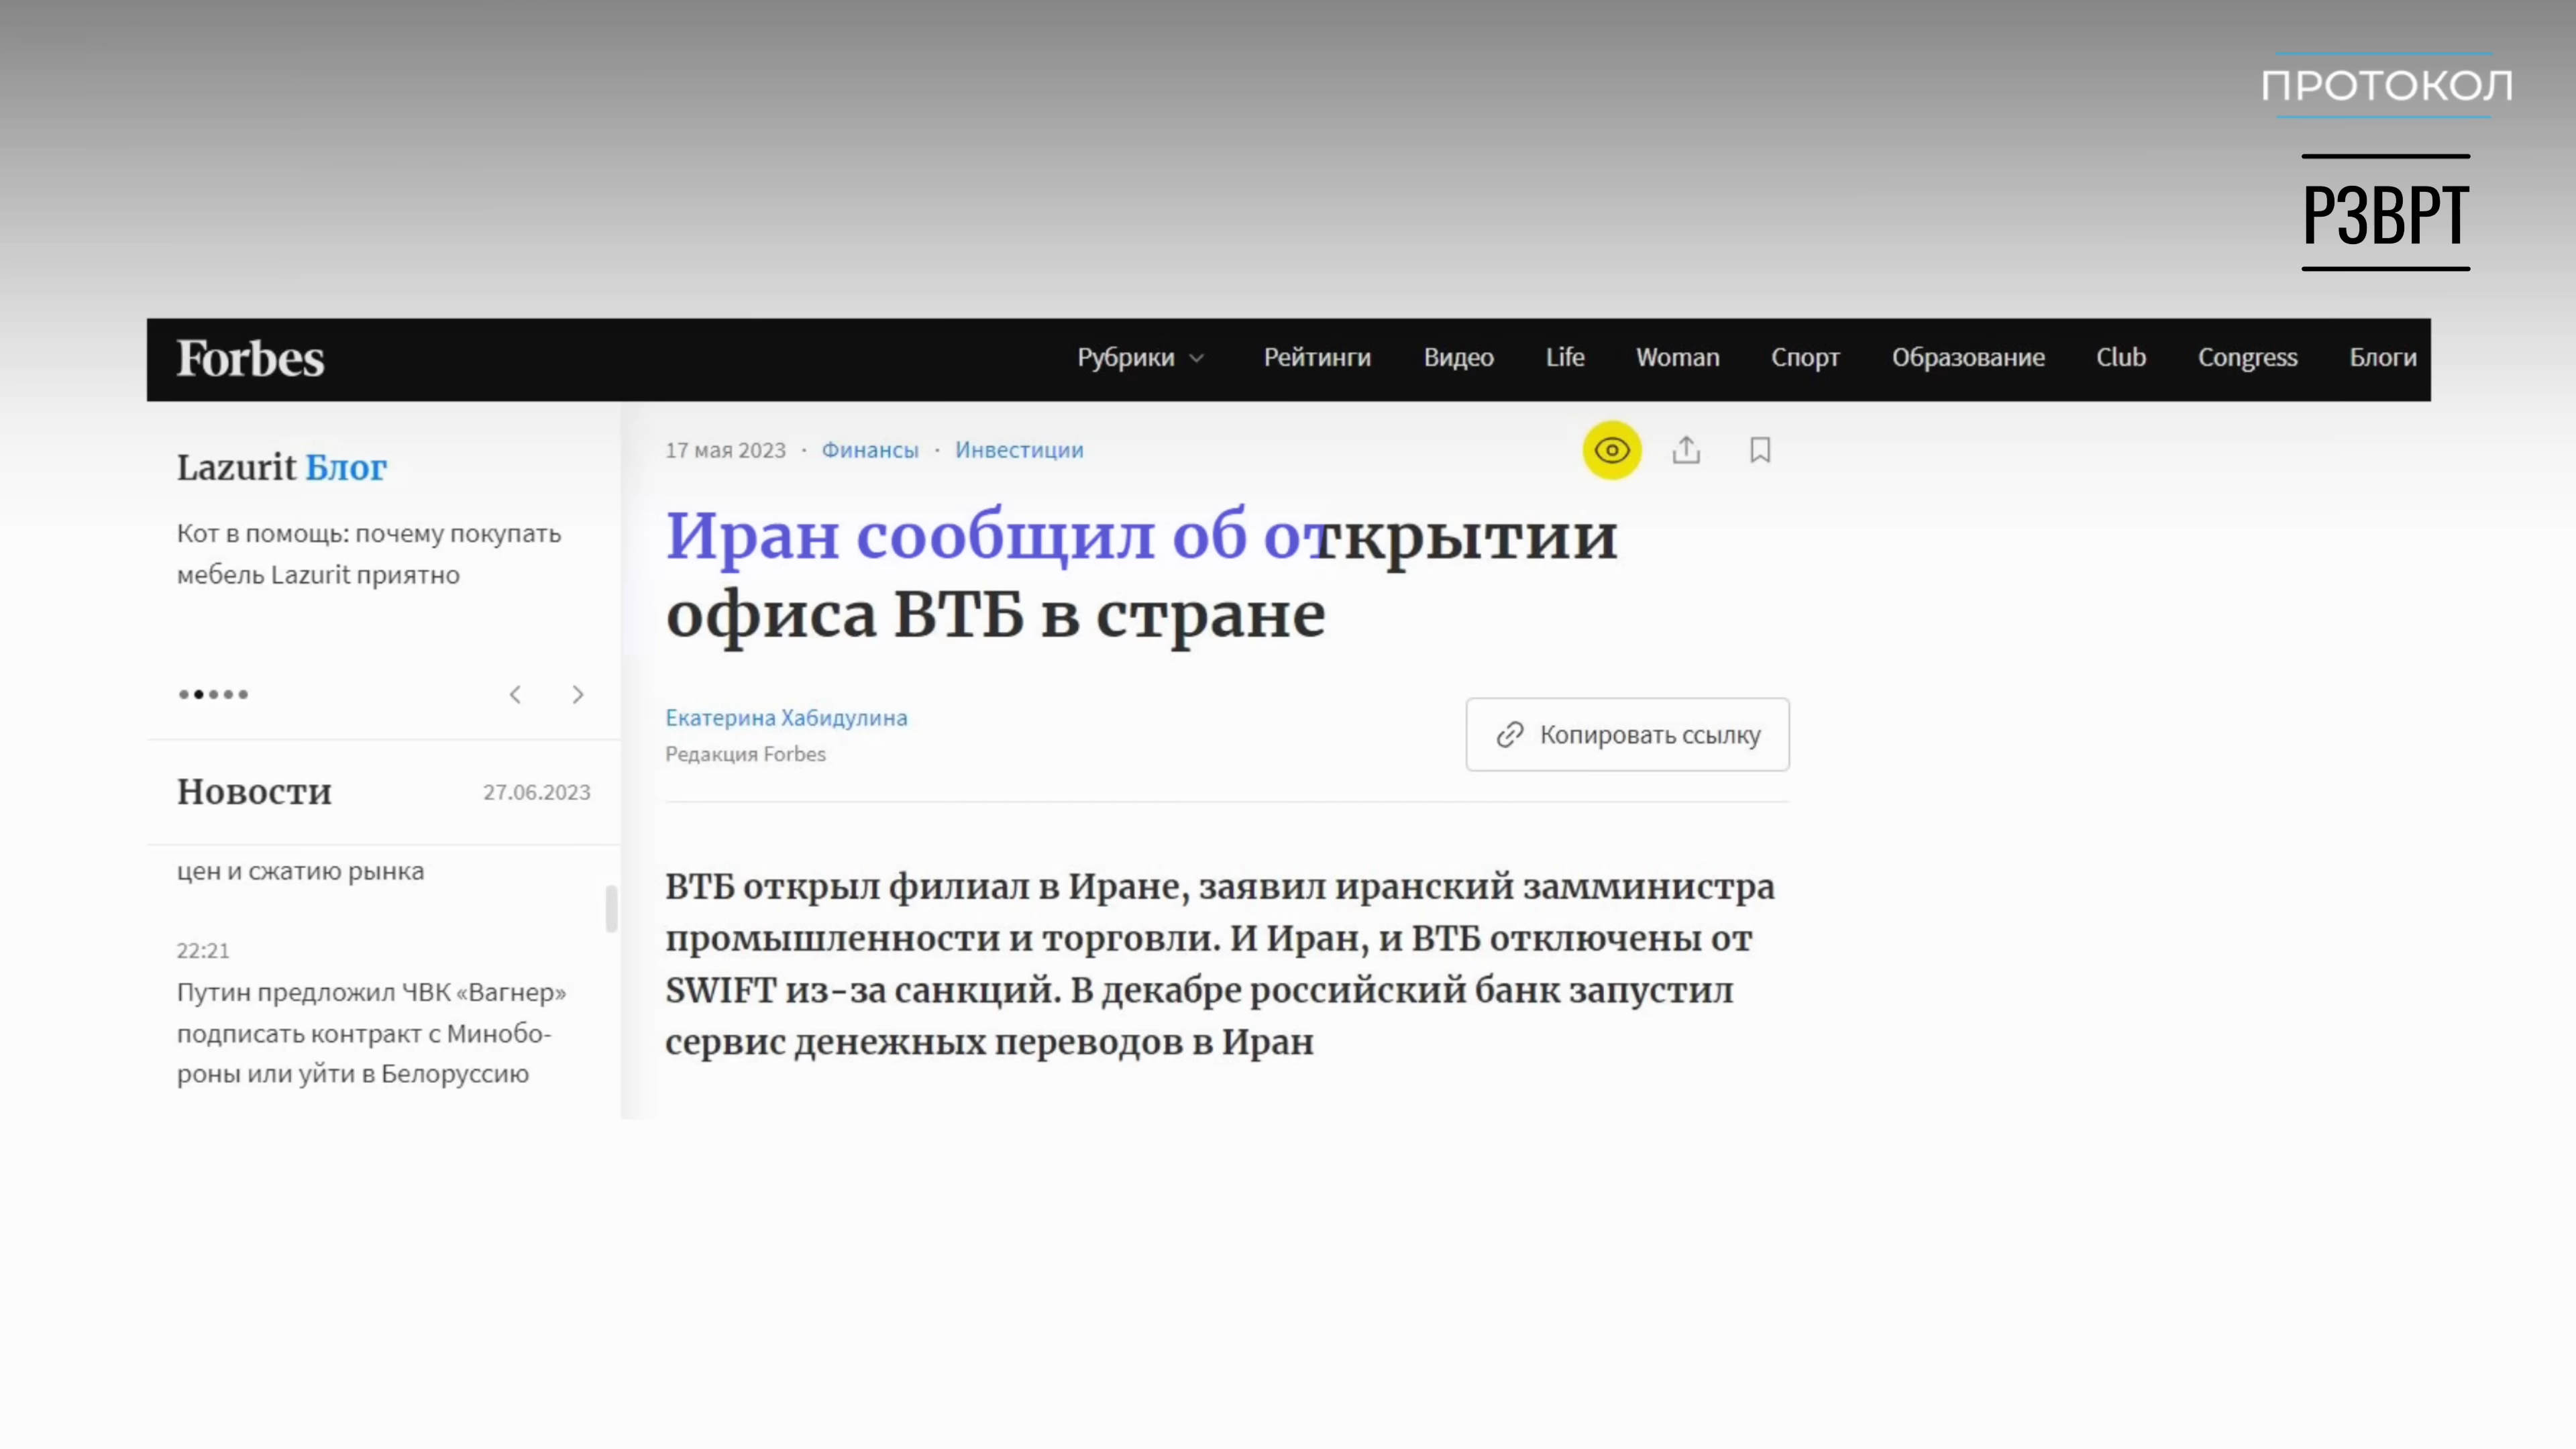 ПРОТОКОЛ
РЗВРТ
Forbes
Рубрики Рейтинги Видео Life Woman Спорт Образование Club Congress Блоги
Lazurit Блог
Кот в помощь: почему покупать
мебель Lazurit приятно
Новости 27.06.2023
цен и сжатию рынка
22:21
Путин предложил ЧВК «Вагнер»
подписать контракт с Минобо-
роны или уйти в Белоруссию
17 мая 2023 · Финансы · Инвестиции
Иран сообщил об открытии
офиса ВТБ в стране
Екатерина Хабидулина
Редакция Forbes
Копировать ссылку
ВТБ открыл филиал в Иране, заявил иранский замминистра
промышленности и торговли. И Иран, и ВТБ отключены от
SWIFT из-за санкций. В декабре российский банк запустил
сервис денежных переводов в Иран